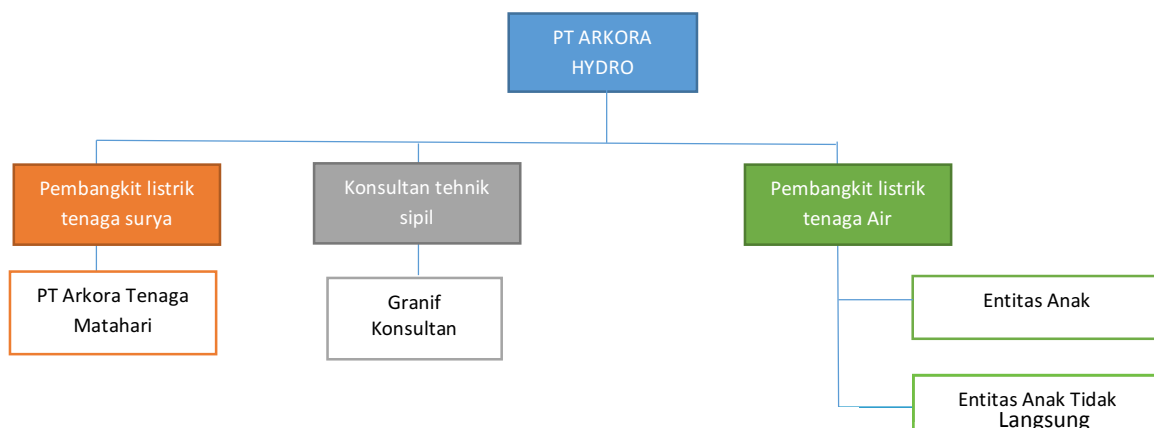 PT ARKORA
HYDRO
Pembangkit listrik
tenaga surya
Konsultan tehnik
sipil
Pembangkit listrik
tenaga Air
PT Arkora Tenaga
Matahari
Granif
Konsultan
Entitas Anak
Entitas Anak Tidak
Langsung